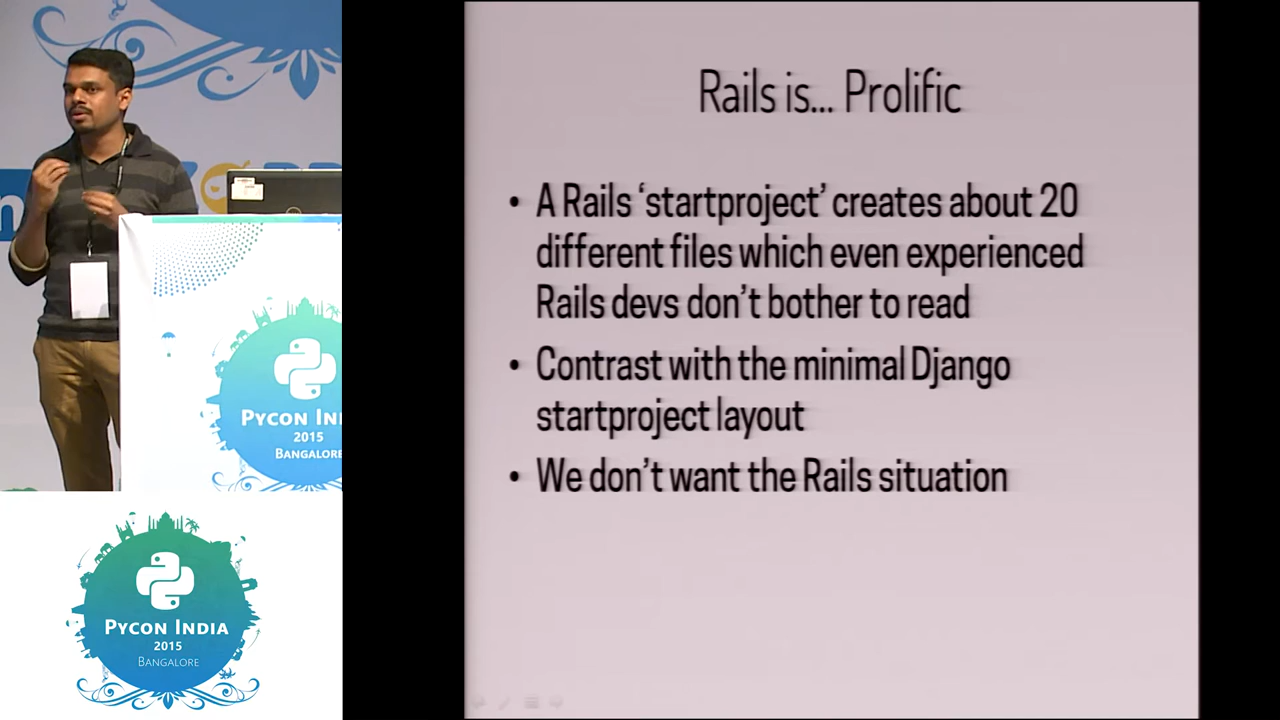 Rails is... Prolific
• A Rails ‘startproject’ creates about 20
different files which even experienced
Rails devs don’t bother to read
• Contrast with the minimal Django
startproject layout
• We don’t want the Rails situation
PYCON IN
2015
BANGALORE
PYCON INDIA
2015
BANGALORE